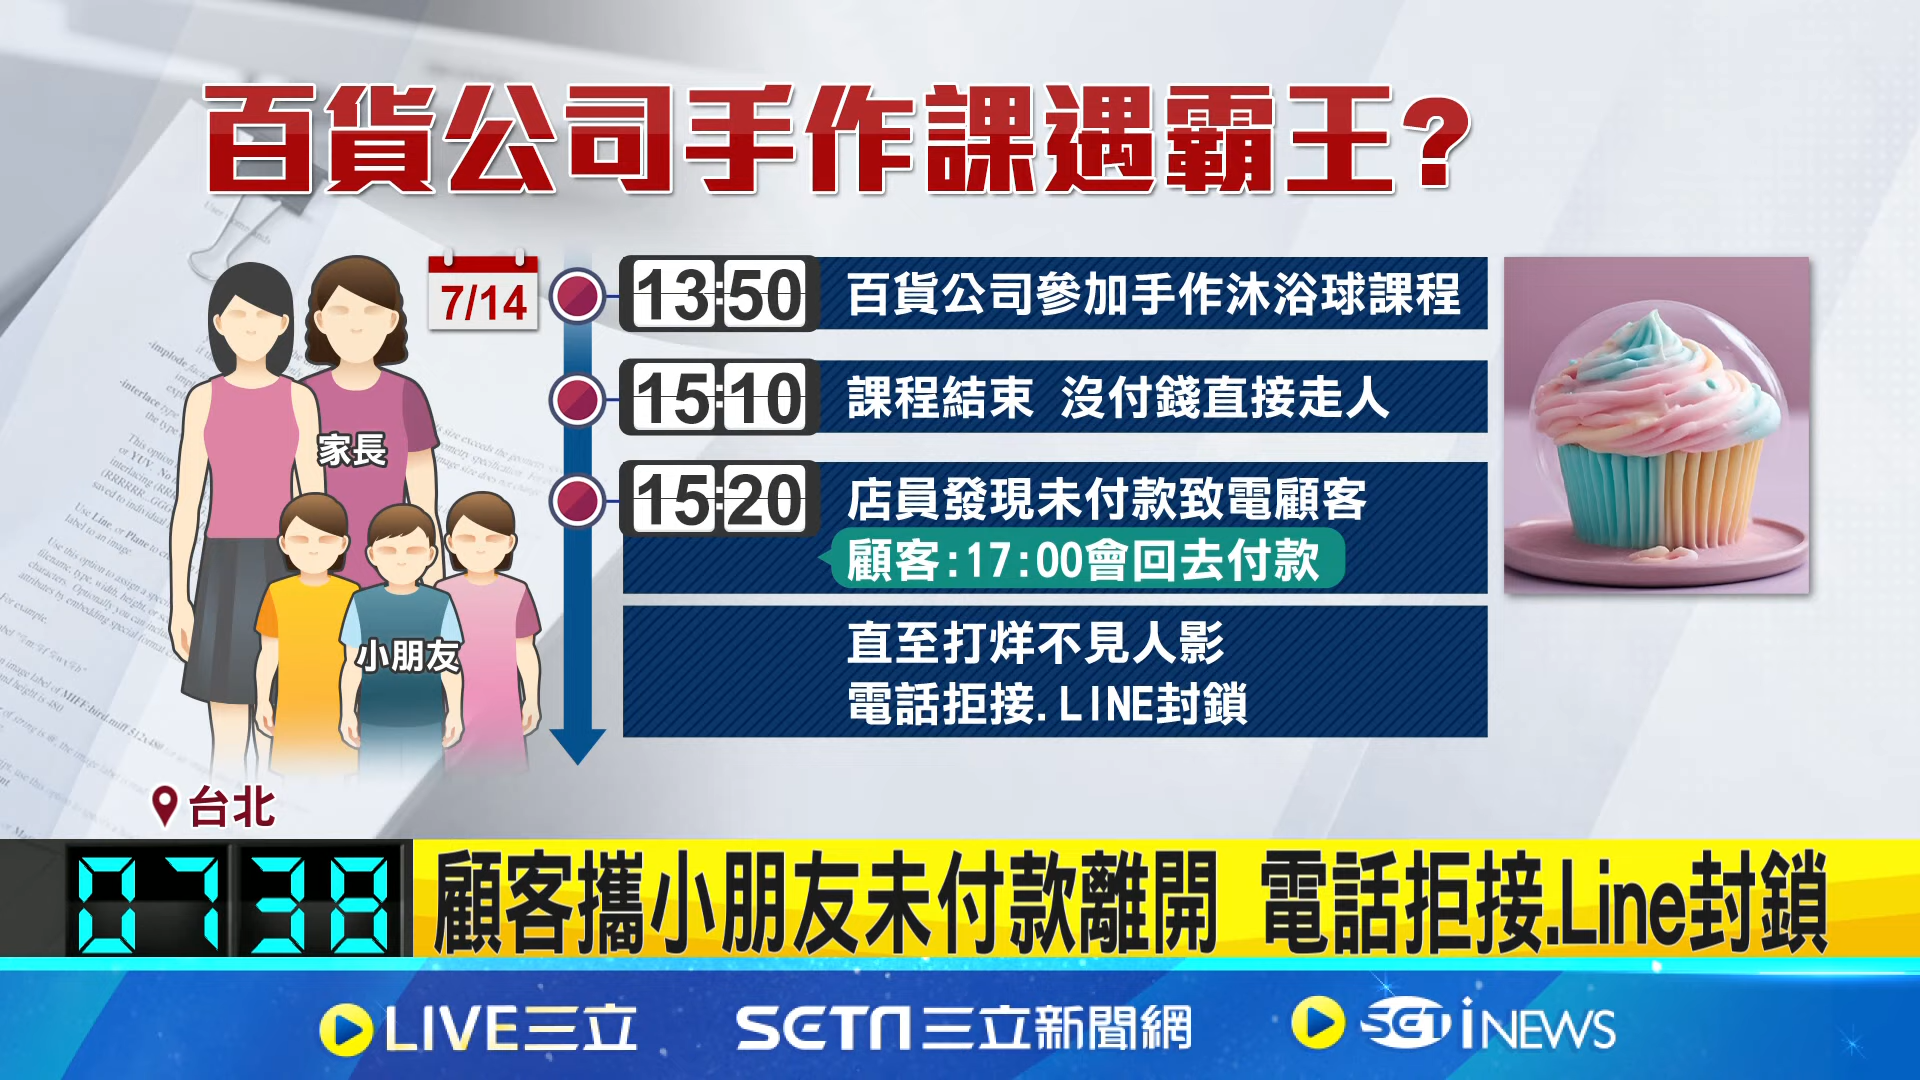 百貨公司手作課遇霸王?
7/14
13:50 百貨公司參加手作沐浴球課程
15:10 課程結束 沒付錢直接走人
15:20 店員發現未付款致電顧客
顧客:17:00會回去付款
直至打烊不見人影
電話拒接.LINE封鎖
家長
小朋友
台北
07 38
顧客攜小朋友未付款離開 電話拒接.Line封鎖
LIVE三立
SETN三立新聞網
SET iNEWS